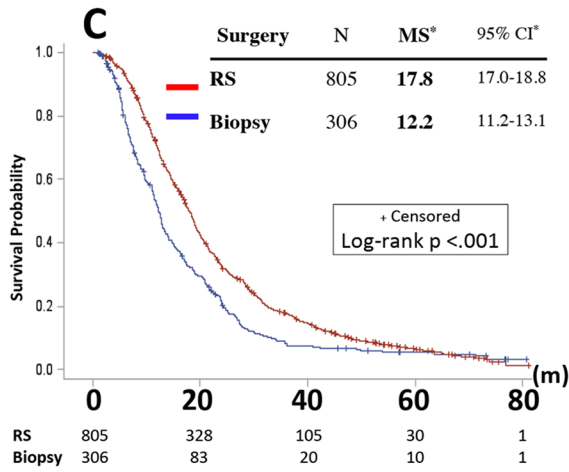 C
Surgery N MS* 95% CI*
RS 805 17.8 17.0-18.8
Biopsy 306 12.2 11.2-13.1
+ Censored
Log-rank p <.001
Survival Probability
1.0
0.8
0.6
0.4
0.2
0.0
0 20 40 60 80 (m)
RS 805 328 105 30 1
Biopsy 306 83 20 10 1